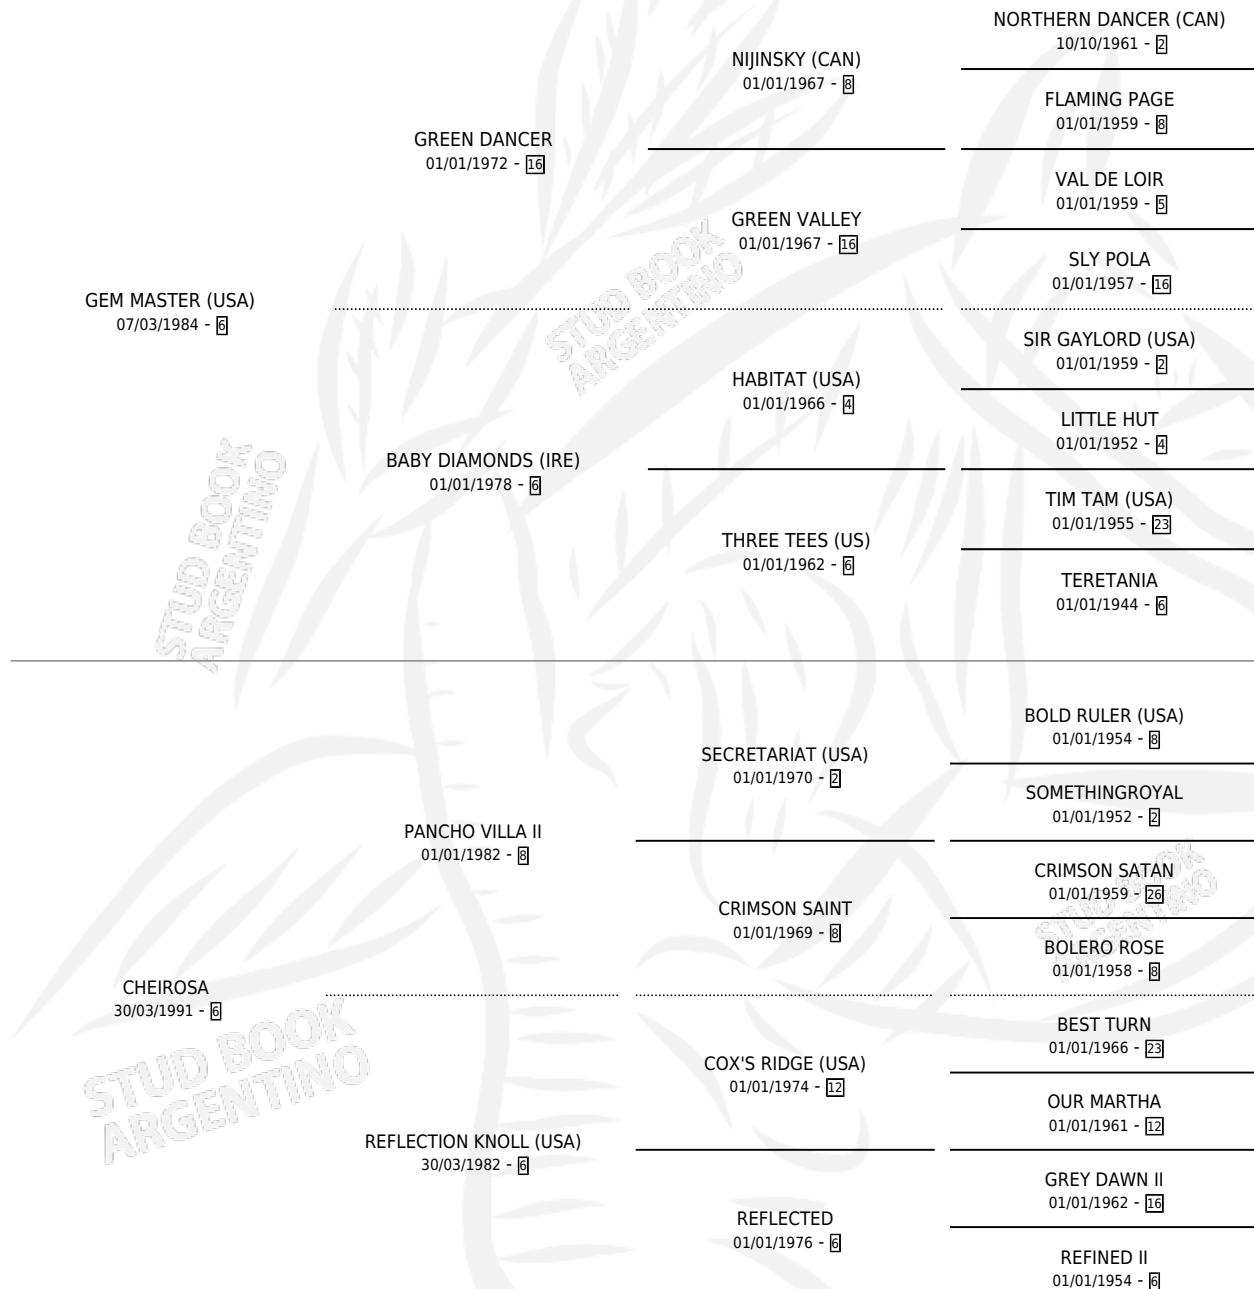 NORTHERN DANCER (CAN)
10/10/1961 - 2
NIJINSKY (CAN)
01/01/1967 - 8
FLAMING PAGE
01/01/1959 - 8
GREEN DANCER
01/01/1972 - 16
VAL DE LOIR
01/01/1959 - 5
GREEN VALLEY
01/01/1967 - 16
SLY POLA
01/01/1957 - 16
GEM MASTER (USA)
07/03/1984 - 6
STUD BOOK
ARGENTINO
SIR GAYLORD (USA)
01/01/1959 - 2
HABITAT (USA)
01/01/1966 - 4
LITTLE HUT
01/01/1952 - 4
BABY DIAMONDS (IRE)
01/01/1978 - 6
TIM TAM (USA)
01/01/1955 - 23
THREE TEES (US)
01/01/1962 - 6
TERETANIA
01/01/1944 - 6
STUD BOOK
ARGENTINO
BOLD RULER (USA)
01/01/1954 - 8
SECRETARIAT (USA)
01/01/1970 - 2
SOMETHINGROYAL
01/01/1952 - 2
PANCHO VILLA II
01/01/1982 - 8
CRIMSON SATAN
01/01/1959 - 26
CRIMSON SAINT
01/01/1969 - 8
STUD BOOK
ARGENTINO
BOLERO ROSE
01/01/1958 - 8
CHEIROSA
30/03/1991 - 6
BEST TURN
01/01/1966 - 23
COX'S RIDGE (USA)
01/01/1974 - 12
STUD BOOK
ARGENTINO
OUR MARTHA
01/01/1961 - 12
REFLECTION KNOLL (USA)
30/03/1982 - 6
GREY DAWN II
01/01/1962 - 16
REFLECTED
01/01/1976 - 6
REFINED II
01/01/1954 - 6